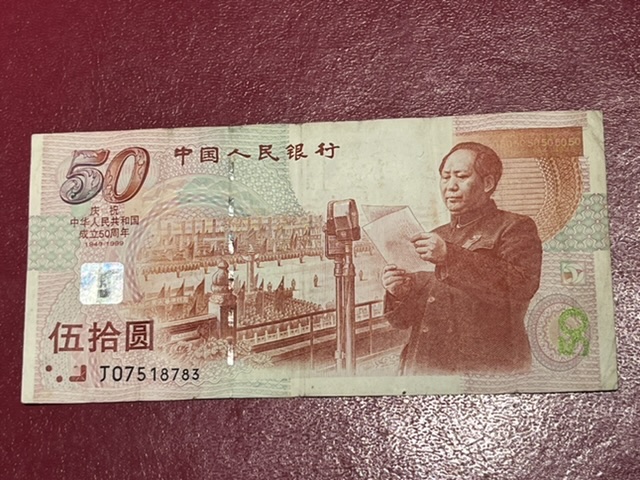 50
中国人民银行
庆祝
中华人民共和国
成立50周年
1949-1999
伍拾圆
J07518783